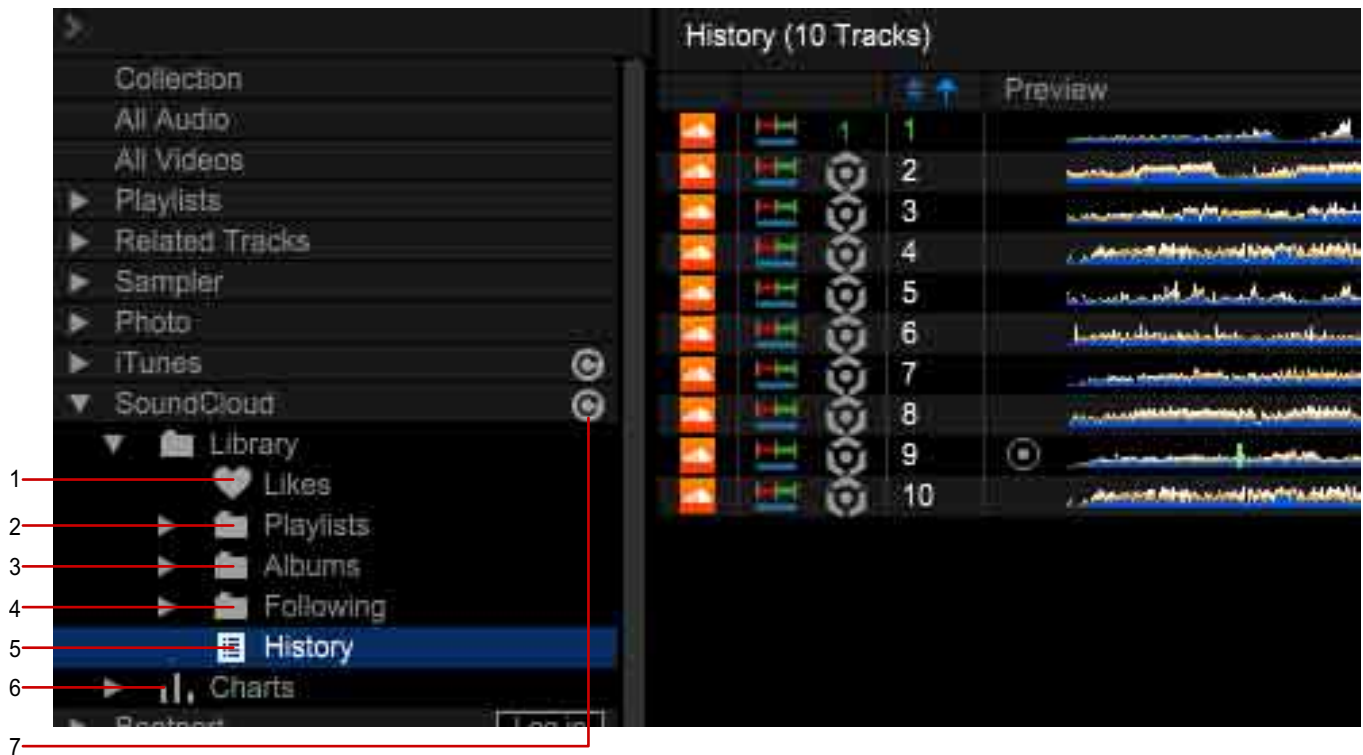 History (10 Tracks)
Preview
Collection
All Audio
All Videos
Playlists
Related Tracks
Sampler
Photo
iTunes
SoundCloud
Library
1 Likes
2 Playlists
3 Albums
4 Following
5 History
6 Charts
7
1 1
2
3
4
5
6
7
8
9
10